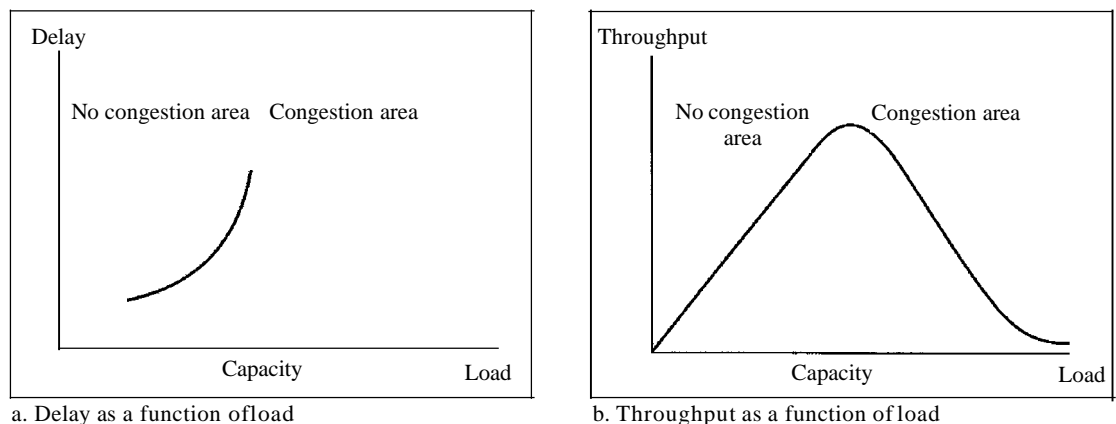 Delay
No congestion area Congestion area
Capacity
Load
a. Delay as a function ofload
Throughput
No congestion
area
Congestion area
Capacity
Load
b. Throughput as a function of load